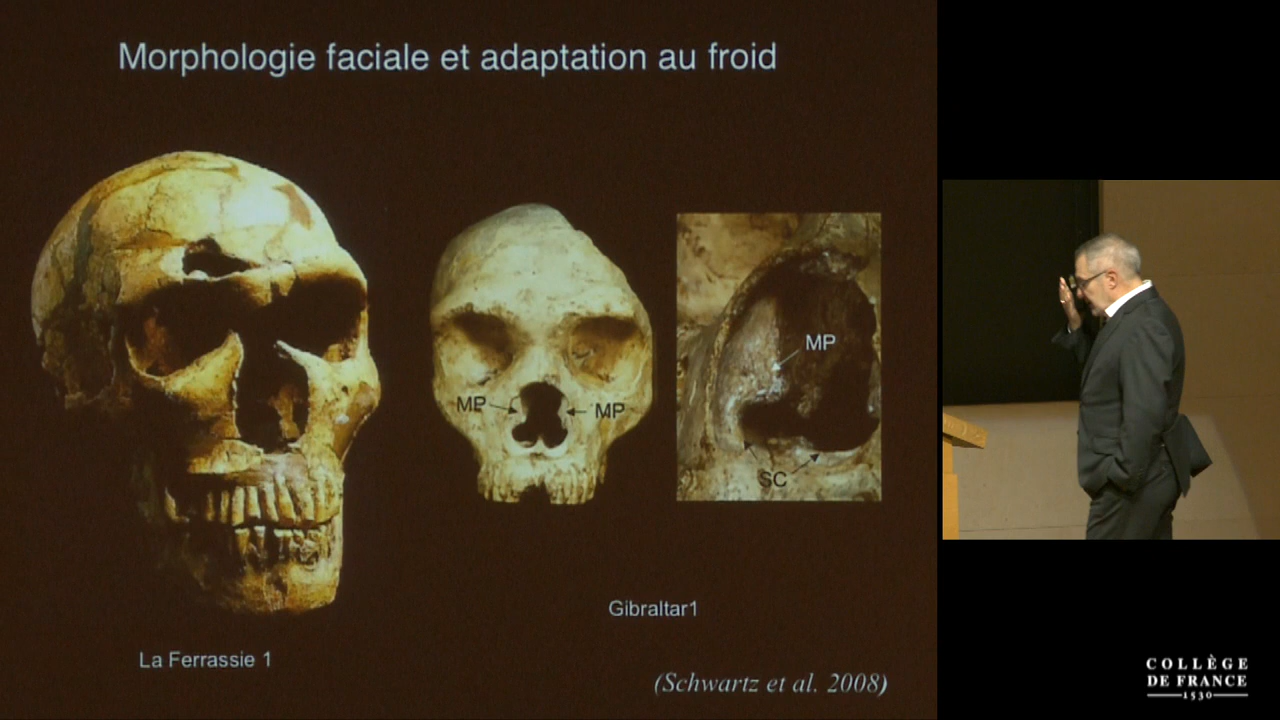 Morphologie faciale et adaptation au froid
MP
MP
MP
SC
Gibraltar1
La Ferrassie 1
(Schwartz et al. 2008)
COLLÈGE
DE FRANCE
1530